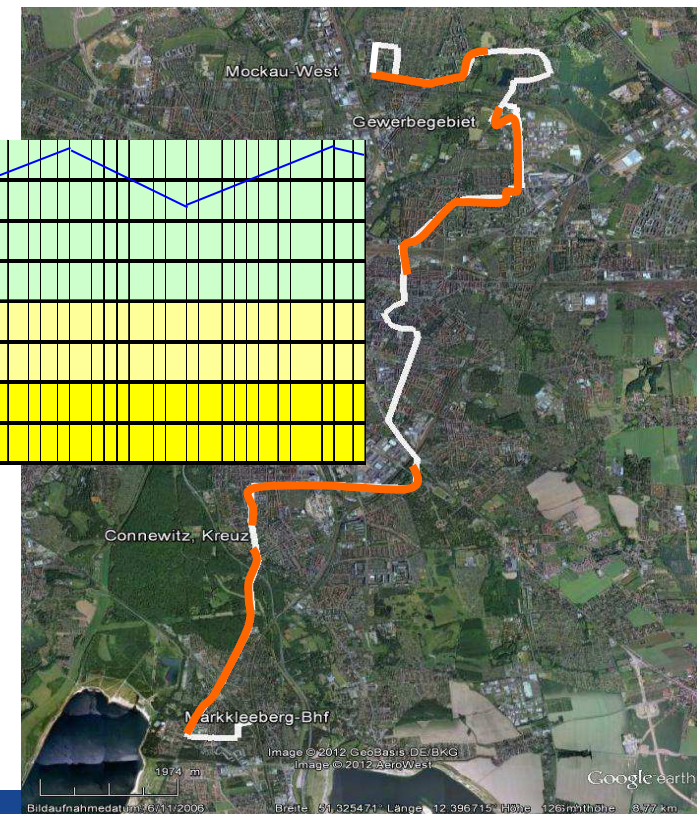 Mockau-West
Gewerbegebiet
Connewitz, Kreuz
Markkleeberg-Bhf
Image © 2012 GeoBasis-DE/BKG
Image © 2012 AeroWest
1974 m
Google earth
Bildaufnahmedatum: 6/11/2006 Breite 51,325471° Länge 12,396715° Höhe 126 m 8,77 km